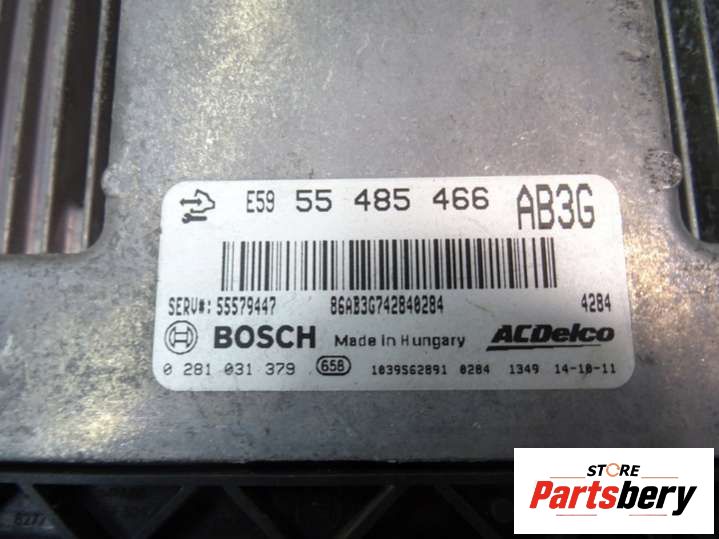 E59 55 485 466 AB3G
SERV#: 55579447 86AB3G742840284 4284
BOSCH Made in Hungary ACDelco
0 281 031 379 658 1039S62891 0284 1349 14-10-11
STORE
Partsbery